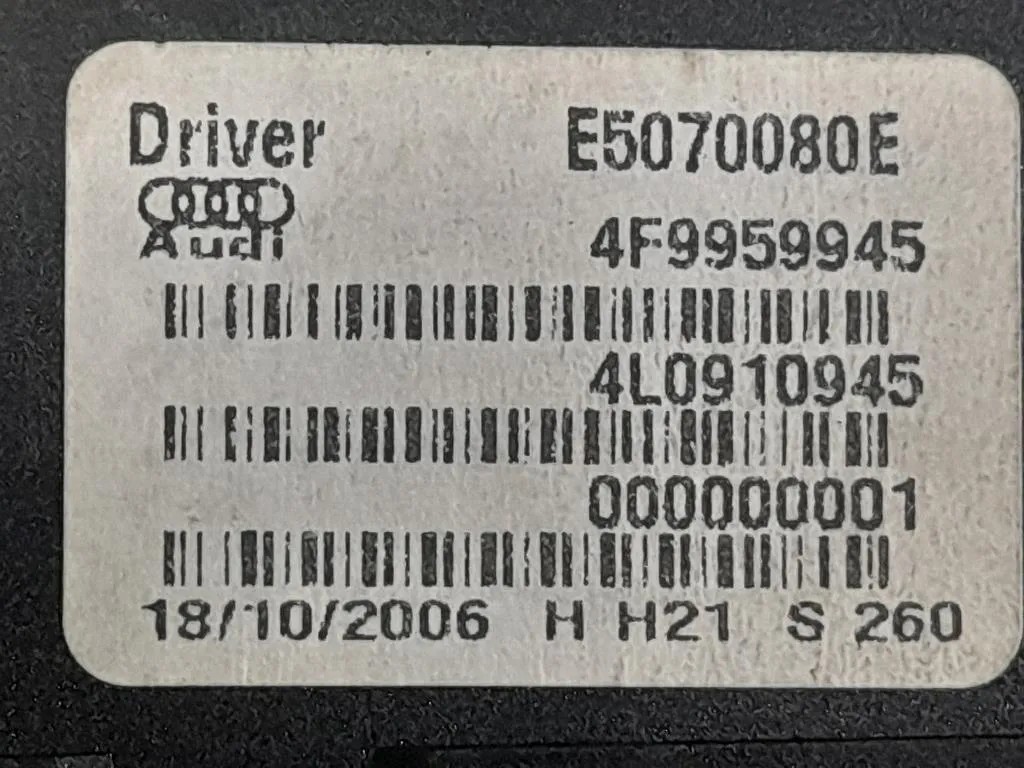 Driver E5070080E
Audi 4F9959945
4L0910945
000000001
18/10/2006 H H21 S 260